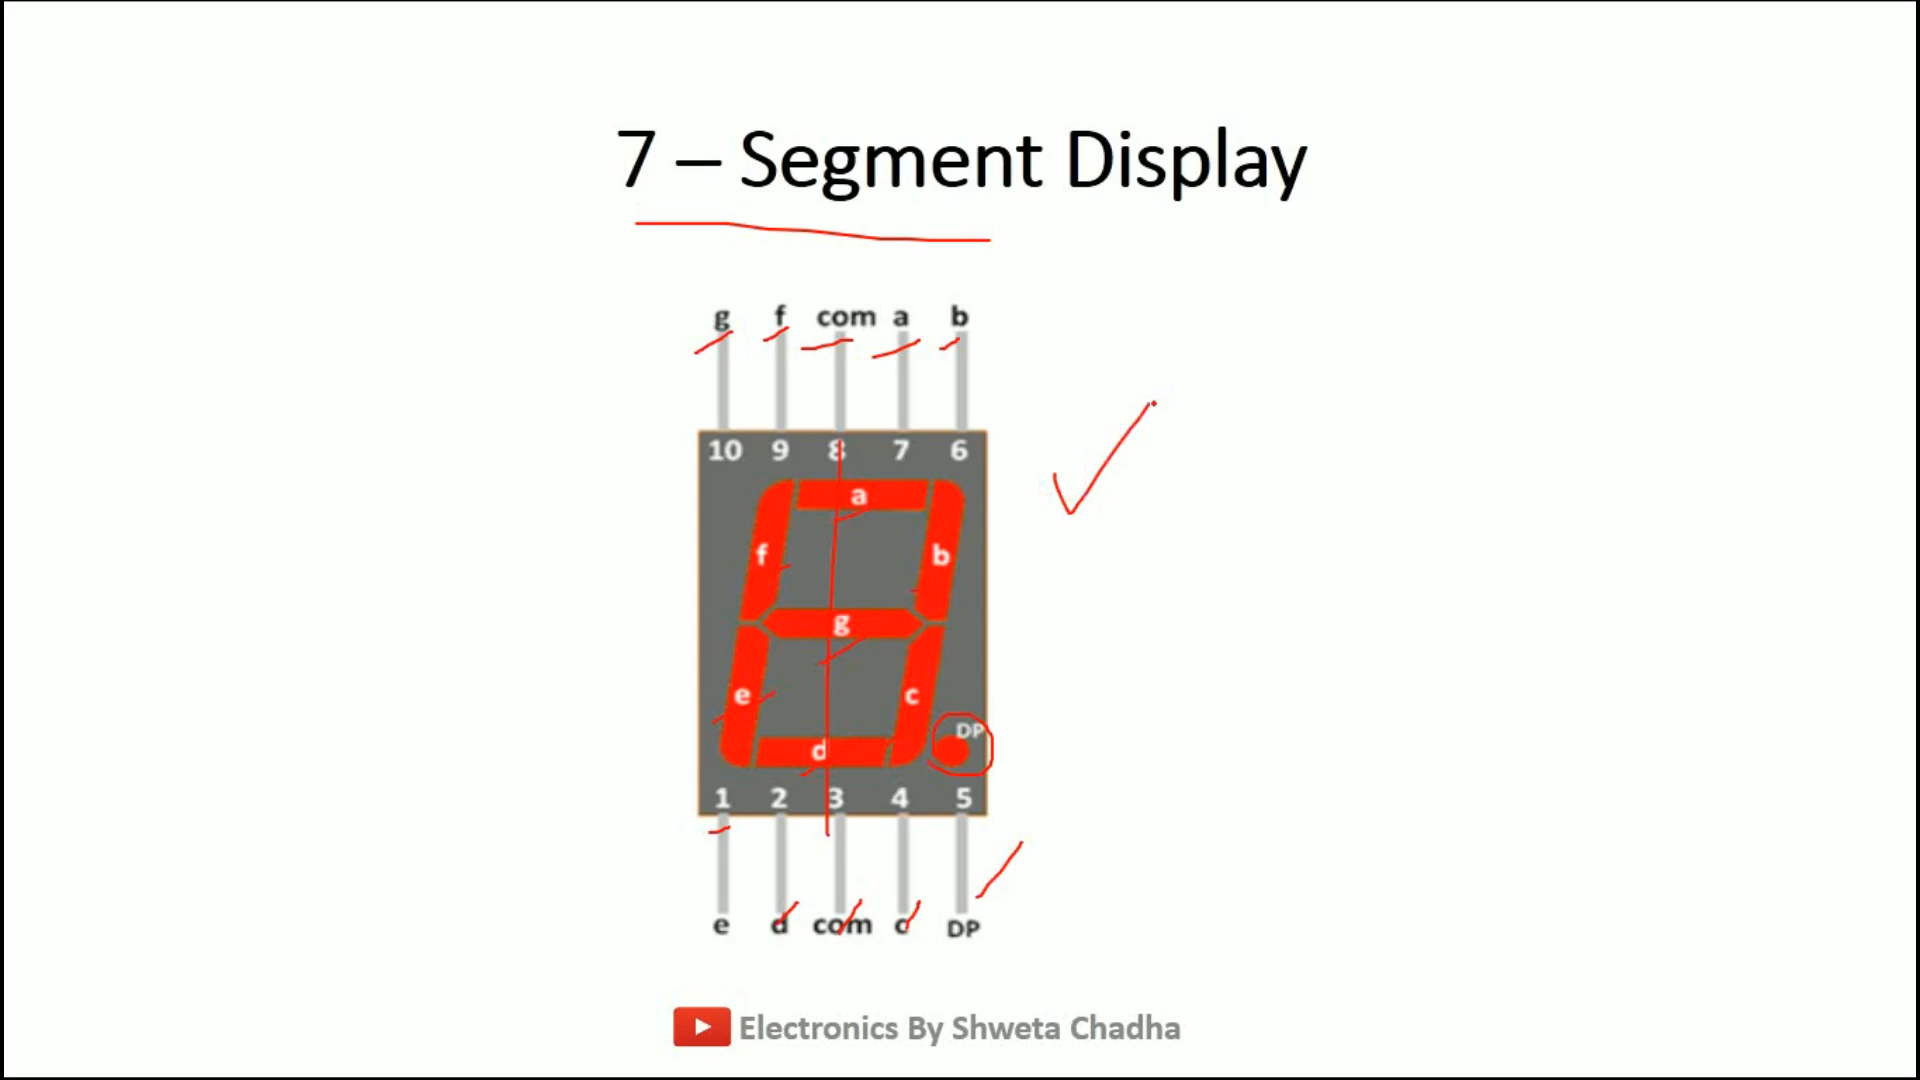 7 – Segment Display
g f com a b
10 9 8 7 6
a
f b
g
e c
DP
d
1 2 3 4 5
e d com c DP
Electronics By Shweta Chadha